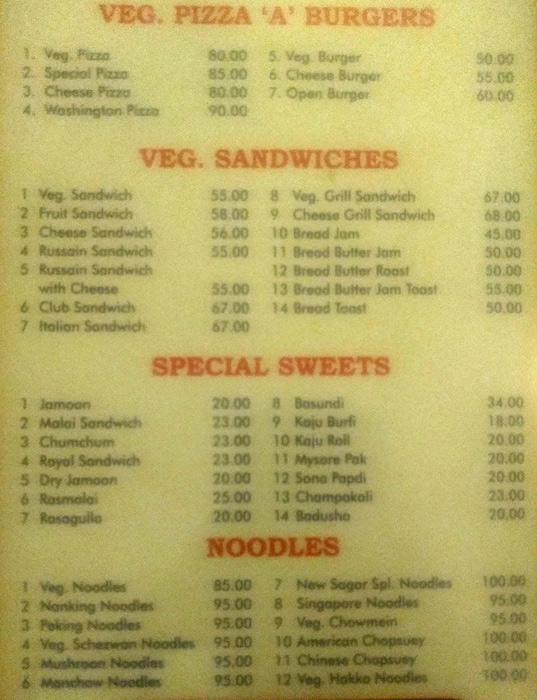 VEG. PIZZA 'A' BURGERS
1. Veg. Pizza 80.00 5. Veg. Burger 50.00
2. Special Pizza 85.00 6. Cheese Burger 55.00
3. Cheese Pizza 80.00 7. Open Burger 60.00
4. Washington Pizza 90.00
VEG. SANDWICHES
1 Veg. Sandwich 55.00 8 Veg. Grill Sandwich 67.00
2 Fruit Sandwich 58.00 9 Cheese Grill Sandwich 68.00
3 Cheese Sandwich 56.00 10 Bread Jam 45.00
4 Russain Sandwich 55.00 11 Bread Butter Jam 50.00
5 Russain Sandwich 12 Bread Butter Roast 50.00
with Cheese 55.00 13 Bread Butter Jam Toast 55.00
6 Club Sandwich 67.00 14 Bread Toast 50.00
7 Italian Sandwich 67.00
SPECIAL SWEETS
1 Jamoon 20.00 8 Basundi 34.00
2 Malai Sandwich 23.00 9 Kaju Burfi 18.00
3 Chumchum 23.00 10 Kaju Roll 20.00
4 Royal Sandwich 23.00 11 Mysore Pak 20.00
5 Dry Jamoon 20.00 12 Sona Papdi 20.00
6 Rasmalai 25.00 13 Champakali 23.00
7 Rasagulla 20.00 14 Badusha 20.00
NOODLES
1 Veg. Noodles 85.00 7 New Sagar Spl. Noodles 100.00
2 Nanking Noodles 95.00 8 Singapore Noodles 95.00
3 Peking Noodles 95.00 9 Veg. Chowmein 95.00
4 Veg. Schezwan Noodles 95.00 10 American Chopsuey 100.00
5 Mushroon Noodles 95.00 11 Chinese Chopsuey 100.00
6 Manchow Noodles 95.00 12 Veg. Hakka Noodles 100.00